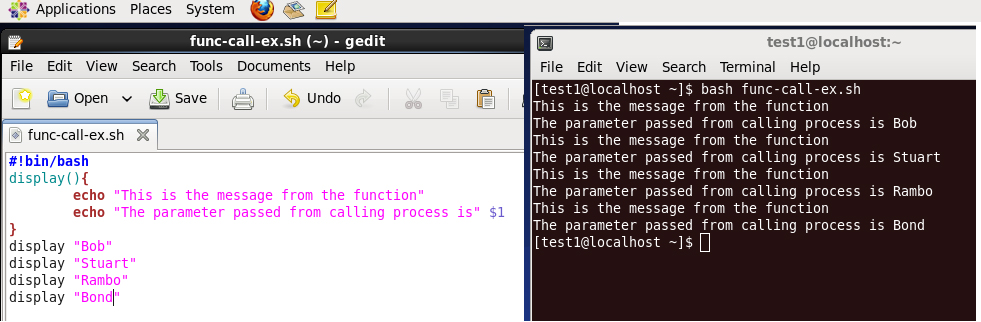 Applications Places System
func-call-ex.sh (~) - gedit
File Edit View Search Tools Documents Help
Open Save Undo
func-call-ex.sh
#!bin/bash
display(){
echo "This is the message from the function"
echo "The parameter passed from calling process is" $1
}
display "Bob"
display "Stuart"
display "Rambo"
display "Bond"
test1@localhost:~
File Edit View Search Terminal Help
[test1@localhost ~]$ bash func-call-ex.sh
This is the message from the function
The parameter passed from calling process is Bob
This is the message from the function
The parameter passed from calling process is Stuart
This is the message from the function
The parameter passed from calling process is Rambo
This is the message from the function
The parameter passed from calling process is Bond
[test1@localhost ~]$